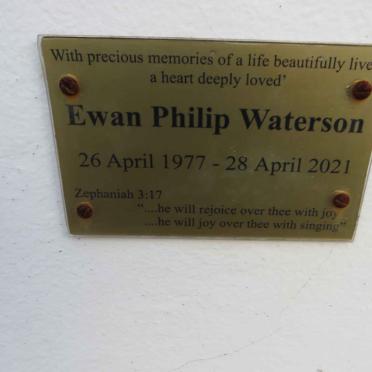 With precious memories of a life beautifully live
a heart deeply loved'
Ewan Philip Waterson
26 April 1977 - 28 April 2021
Zephaniah 3:17
"....he will rejoice over thee with joy
....he will joy over thee with singing"